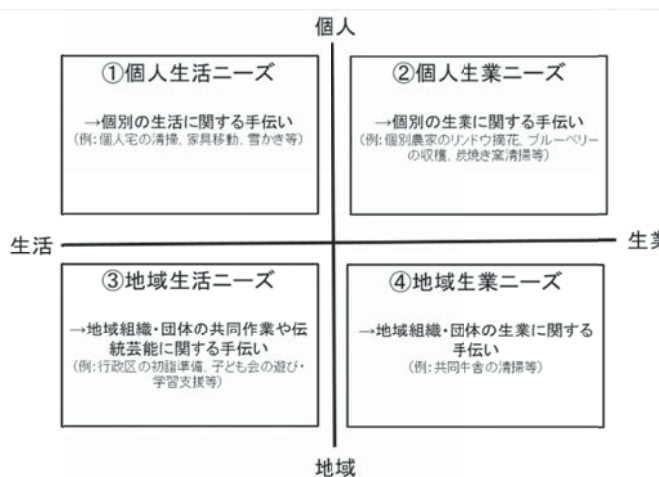 個人
①個人生活ニーズ
→個別の生活に関する手伝い
(例:個人宅の清掃、家具移動、雪かき等)
②個人生業ニーズ
→個別の生業に関する手伝い
(例:個別農家のリンドウ摘花、ブルーベリー
の収穫、炭焼き窯清掃等)
生活
生業
③地域生活ニーズ
→地域組織・団体の共同作業や伝
統芸能に関する手伝い
(例:行政区の初詣準備、子ども会の遊び・
学習支援等)
④地域生業ニーズ
→地域組織・団体の生業に関する
手伝い
(例:共同牛舎の清掃等)
地域